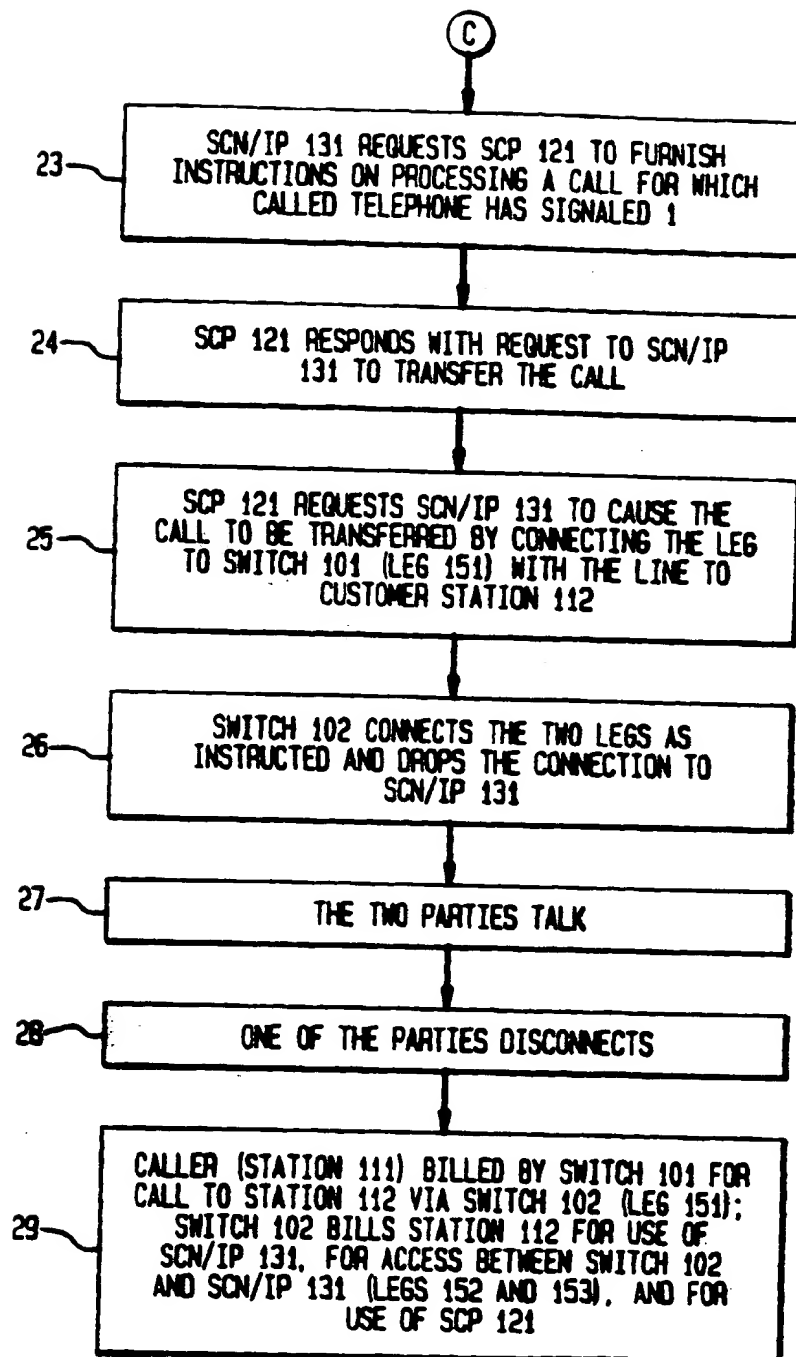 C
23
SCN/IP 131 REQUESTS SCP 121 TO FURNISH
INSTRUCTIONS ON PROCESSING A CALL FOR WHICH
CALLED TELEPHONE HAS SIGNALED 1
24
SCP 121 RESPONDS WITH REQUEST TO SCN/IP
131 TO TRANSFER THE CALL
25
SCP 121 REQUESTS SCN/IP 131 TO CAUSE THE
CALL TO BE TRANSFERRED BY CONNECTING THE LEG
TO SWITCH 101 (LEG 151) WITH THE LINE TO
CUSTOMER STATION 112
26
SWITCH 102 CONNECTS THE TWO LEGS AS
INSTRUCTED AND DROPS THE CONNECTION TO
SCN/IP 131
27
THE TWO PARTIES TALK
28
ONE OF THE PARTIES DISCONNECTS
29
CALLER (STATION 111) BILLED BY SWITCH 101 FOR
CALL TO STATION 112 VIA SWITCH 102 (LEG 151);
SWITCH 102 BILLS STATION 112 FOR USE OF
SCN/IP 131, FOR ACCESS BETWEEN SWITCH 102
AND SCN/IP 131 (LEGS 152 AND 153), AND FOR
USE OF SCP 121